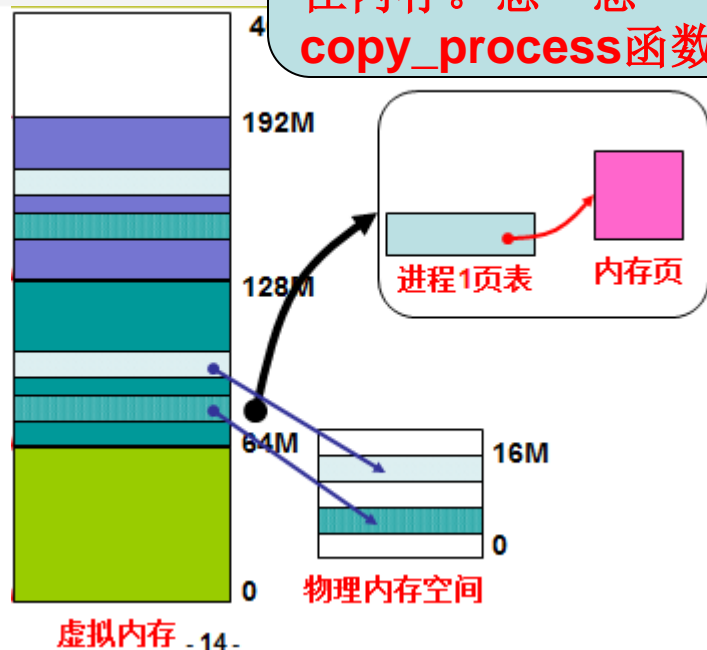 copy_process函数
4
192M
128M
64M
0
进程1页表
内存页
16M
0
物理内存空间
虚拟内存
- 14 -